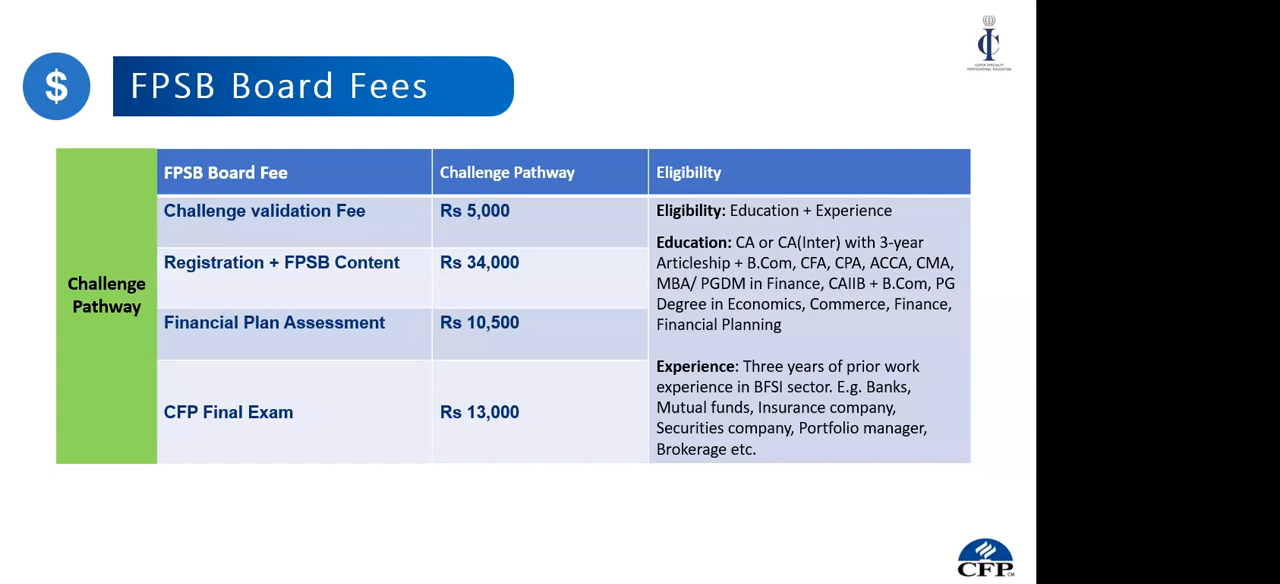 SUPER SPECIALTY
PROFESSIONAL EDUCATION
$ FPSB Board Fees
Challenge
Pathway
FPSB Board Fee Challenge Pathway Eligibility
Challenge validation Fee Rs 5,000
Registration + FPSB Content Rs 34,000
Financial Plan Assessment Rs 10,500
CFP Final Exam Rs 13,000
Eligibility: Education + Experience
Education: CA or CA(Inter) with 3-year
Articleship + B.Com, CFA, CPA, ACCA, CMA,
MBA/ PGDM in Finance, CAIIB + B.Com, PG
Degree in Economics, Commerce, Finance,
Financial Planning
Experience: Three years of prior work
experience in BFSI sector. E.g. Banks,
Mutual funds, Insurance company,
Securities company, Portfolio manager,
Brokerage etc.
CFP